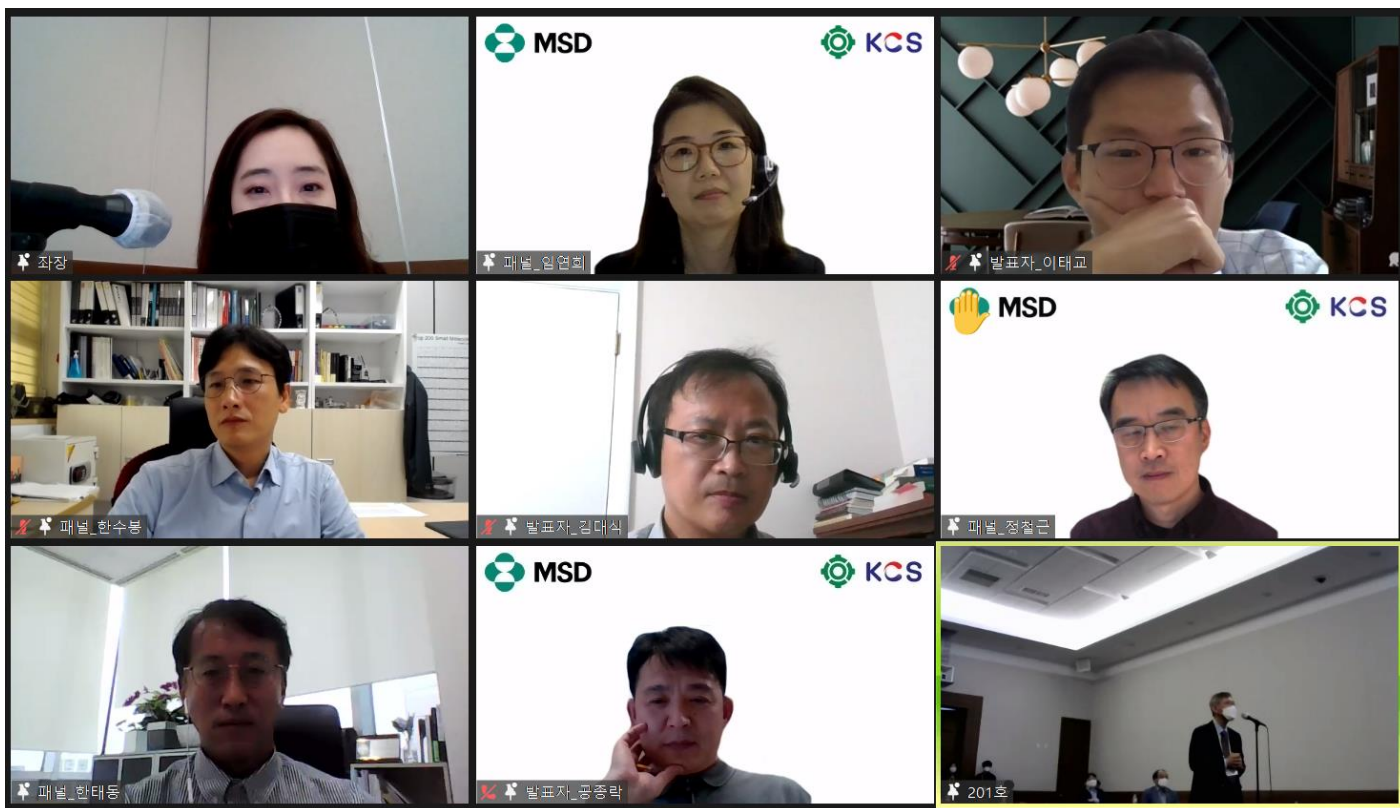 좌장
MSD
KCS
패널_임연희
발표자_이태교
패널_한수봉
발표자_김대식
MSD
KCS
패널_정철근
패널_한태동
MSD
KCS
발표자_공종락
201호